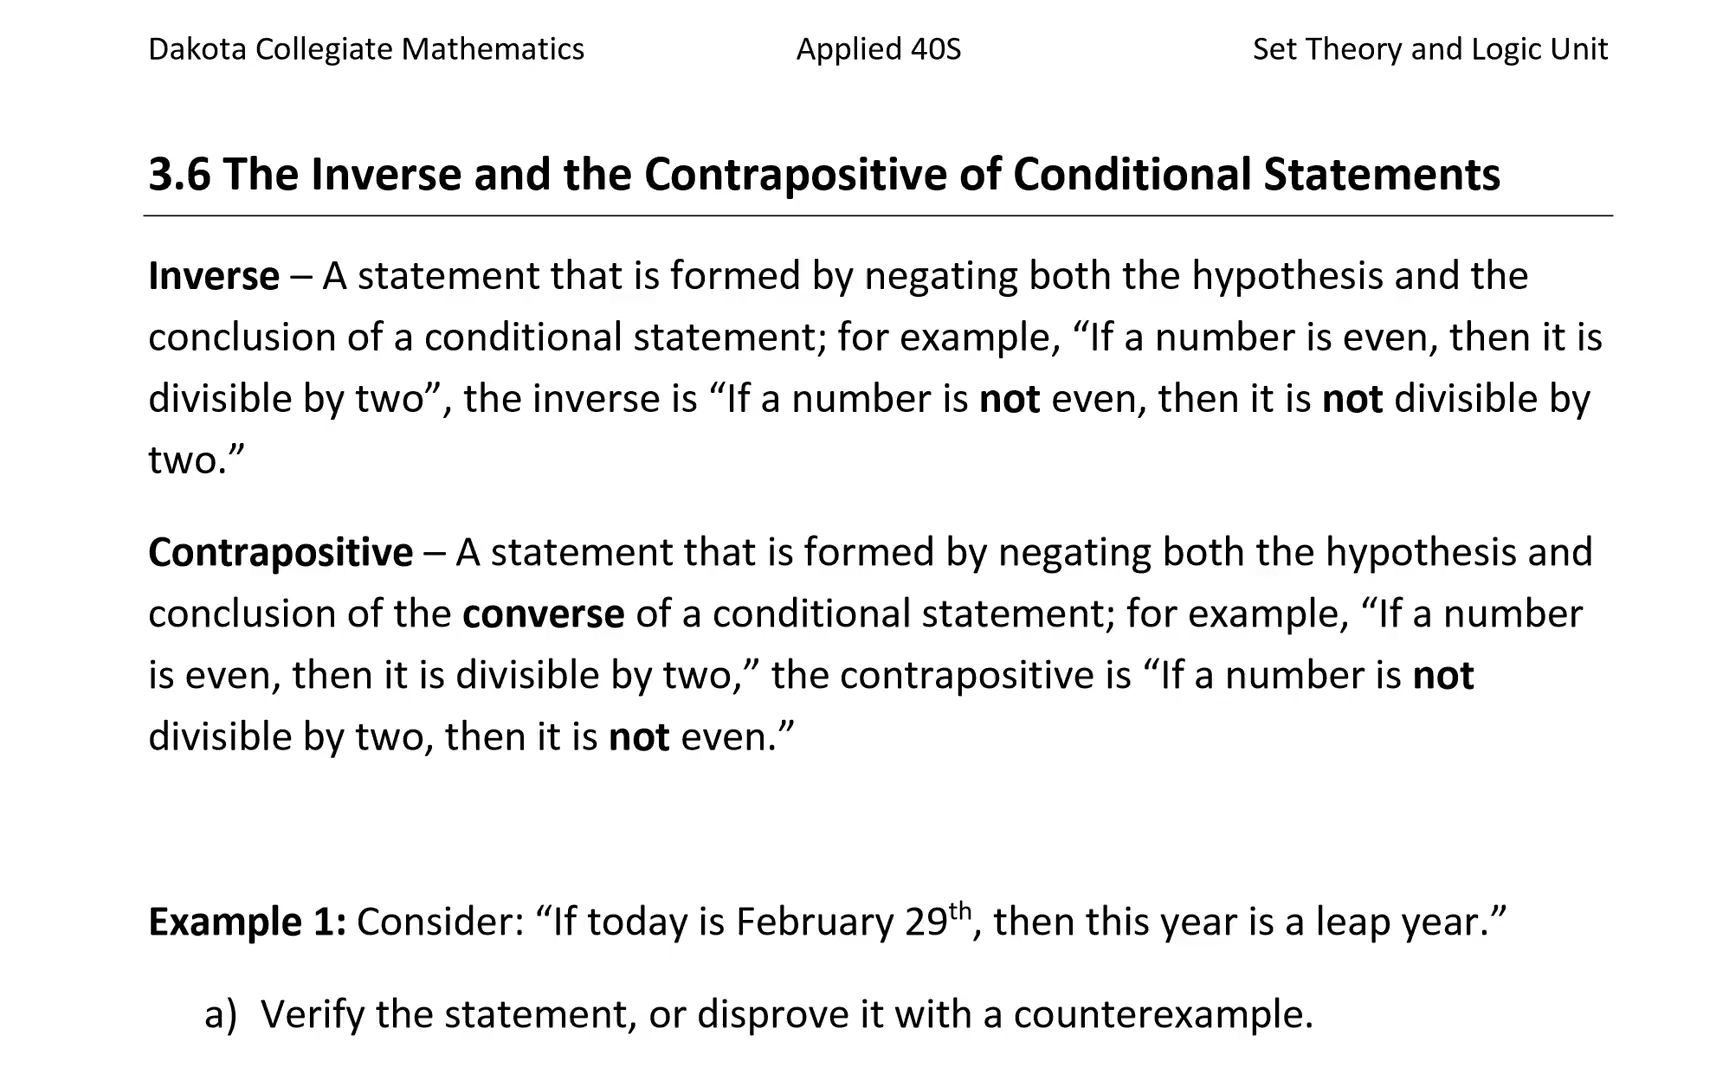 Dakota Collegiate Mathematics Applied 40S Set Theory and Logic Unit
3.6 The Inverse and the Contrapositive of Conditional Statements
Inverse – A statement that is formed by negating both the hypothesis and the
conclusion of a conditional statement; for example, “If a number is even, then it is
divisible by two”, the inverse is “If a number is not even, then it is not divisible by
two.”
Contrapositive – A statement that is formed by negating both the hypothesis and
conclusion of the converse of a conditional statement; for example, “If a number
is even, then it is divisible by two,” the contrapositive is “If a number is not
divisible by two, then it is not even.”
Example 1: Consider: “If today is February 29th, then this year is a leap year.”
a) Verify the statement, or disprove it with a counterexample.